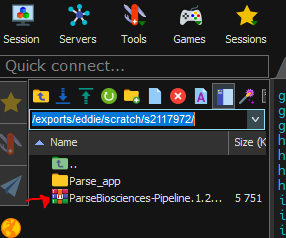 Session Servers Tools Games Sessions
Quick connect...
/exports/eddie/scratch/s2117972/
Name Size (K
..
Parse_app
ParseBiosciences-Pipeline.1.2... 5 751